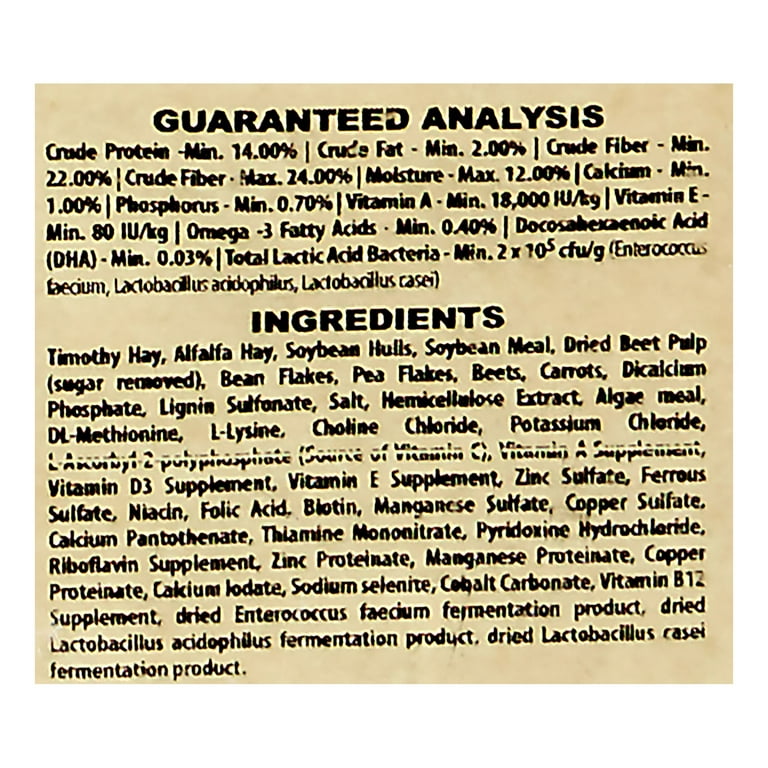 GUARANTEED ANALYSIS
Crude Protein -Min. 14.00% | Crude Fat - Min. 2.00% | Crude Fiber - Min.
22.00% | Crude Fiber - Max. 24.00% | Moisture - Max. 12.00% | Calcium - Min.
1.00% | Phosphorus - Min. 0.70% | Vitamin A - Min. 18,000 IU/kg | Vitamin E -
Min. 80 IU/kg | Omega -3 Fatty Acids - Min. 0.40% | Docosahexaenoic Acid
(DHA) - Min. 0.03% | Total Lactic Acid Bacteria - Min. 2 x 10⁵ cfu/g (Enterococcus
faecium, Lactobacillus acidophilus, Lactobacillus casei)
INGREDIENTS
Timothy Hay, Alfalfa Hay, Soybean Hulls, Soybean Meal, Dried Beet Pulp
(sugar removed), Bean Flakes, Pea Flakes, Beets, Carrots, Dicalcium
Phosphate, Lignin Sulfonate, Salt, Hemicellulose Extract, Algae meal,
DL-Methionine, L-Lysine, Choline Chloride, Potassium Chloride,
L-Ascorbyl-2-polyphosphate (Source of Vitamin C), Vitamin A Supplement,
Vitamin D3 Supplement, Vitamin E Supplement, Zinc Sulfate, Ferrous
Sulfate, Niacin, Folic Acid, Biotin, Manganese Sulfate, Copper Sulfate,
Calcium Pantothenate, Thiamine Mononitrate, Pyridoxine Hydrochloride,
Riboflavin Supplement, Zinc Proteinate, Manganese Proteinate, Copper
Proteinate, Calcium Iodate, Sodium selenite, Cobalt Carbonate, Vitamin B12
Supplement, dried Enterococcus faecium fermentation product, dried
Lactobacillus acidophilus fermentation product, dried Lactobacillus casei
fermentation product.